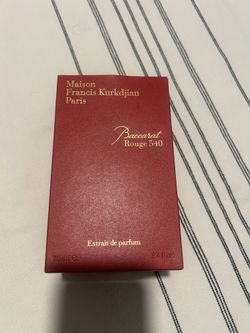 Maison
Francis Kurkdjian
Paris
Baccarat
Rouge 540
Extrait de parfum